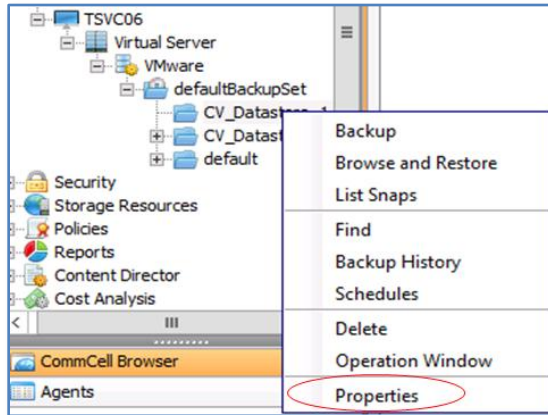 TSVC06
Virtual Server
VMware
defaultBackupSet
CV_Datastore_1
CV_Datast
default
Security
Storage Resources
Policies
Reports
Content Director
Cost Analysis
CommCell Browser
Agents
Backup
Browse and Restore
List Snaps
Find
Backup History
Schedules
Delete
Operation Window
Properties